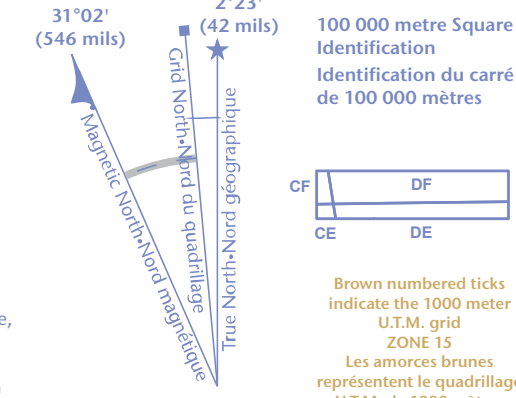 31°02'
(546 mils)
2°23'
(42 mils)
Magnetic North•Nord magnétique
Grid North•Nord du quadrillage
True North•Nord géographique
100 000 metre Square
Identification
Identification du carré
de 100 000 mètres
CF
DF
CE
DE
Brown numbered ticks
indicate the 1000 meter
U.T.M. grid
ZONE 15
Les amorces brunes
représentent le quadrillage